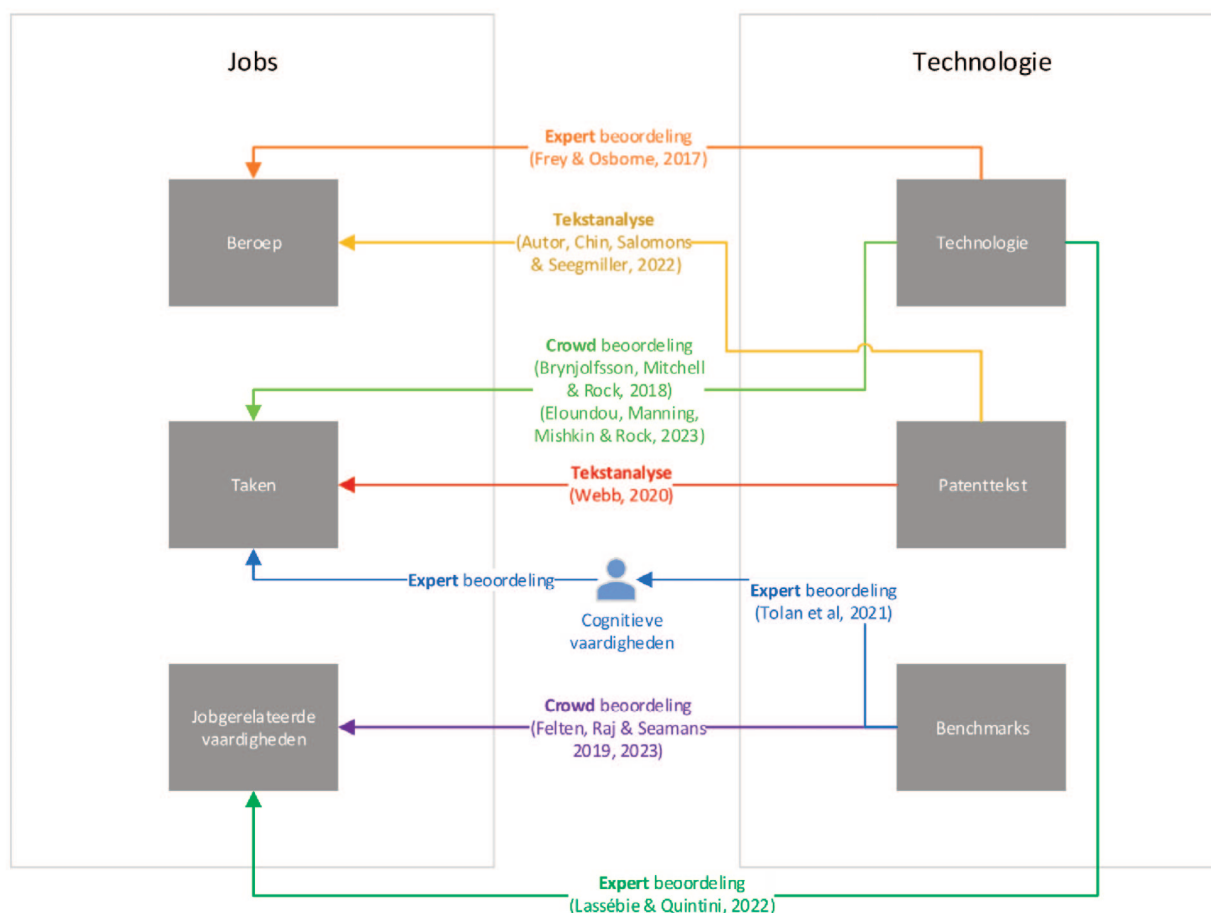 Jobs
Technologie
Expert beoordeling
(Frey & Osborne, 2017)
Beroep
Tekstanalyse
(Autor, Chin, Salomons
& Seegmiller, 2022)
Technologie
Crowd beoordeling
(Brynjolfsson, Mitchell
& Rock, 2018)
(Eloundou, Manning,
Mishkin & Rock, 2023)
Taken
Tekstanalyse
(Webb, 2020)
Patenttekst
Expert beoordeling
Cognitieve
vaardigheden
Expert beoordeling
(Tolan et al, 2021)
Jobgerelateerde
vaardigheden
Crowd beoordeling
(Felten, Raj & Seamans
2019, 2023)
Benchmarks
Expert beoordeling
(Lassébie & Quintini, 2022)